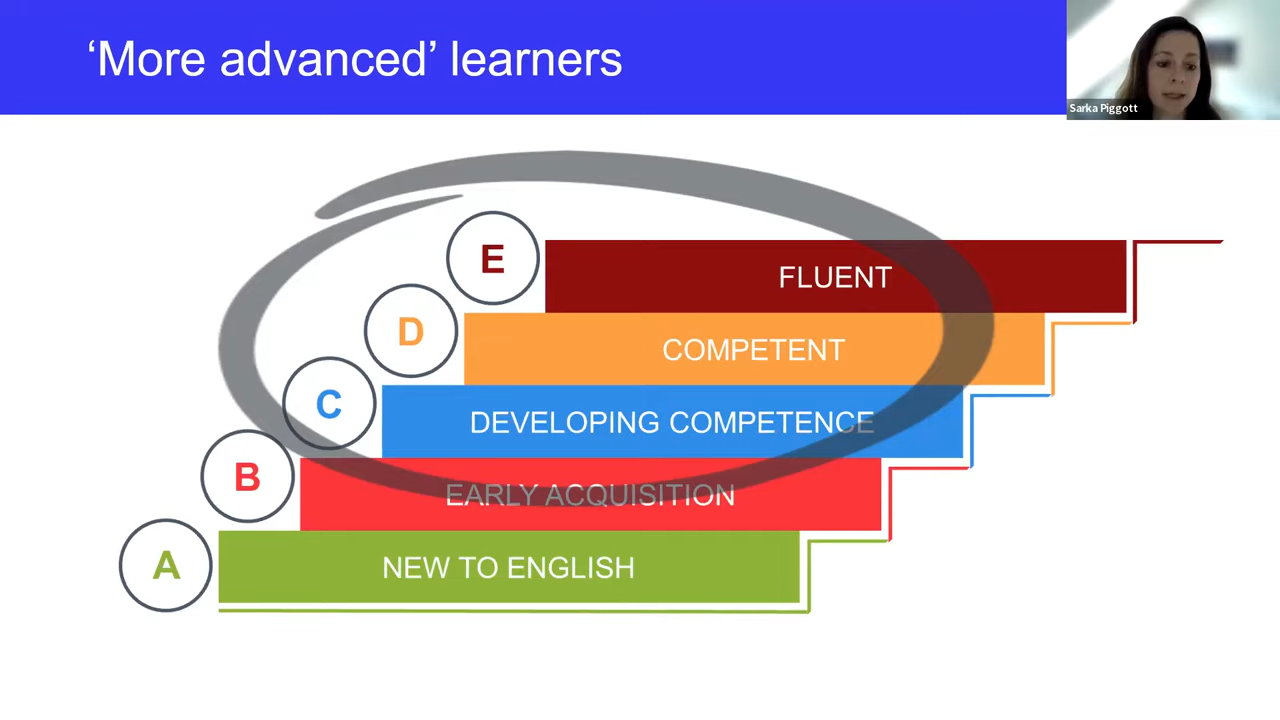 ‘More advanced’ learners
Sarka Piggott
E
FLUENT
D
COMPETENT
C
DEVELOPING COMPETENCE
B
EARLY ACQUISITION
A
NEW TO ENGLISH